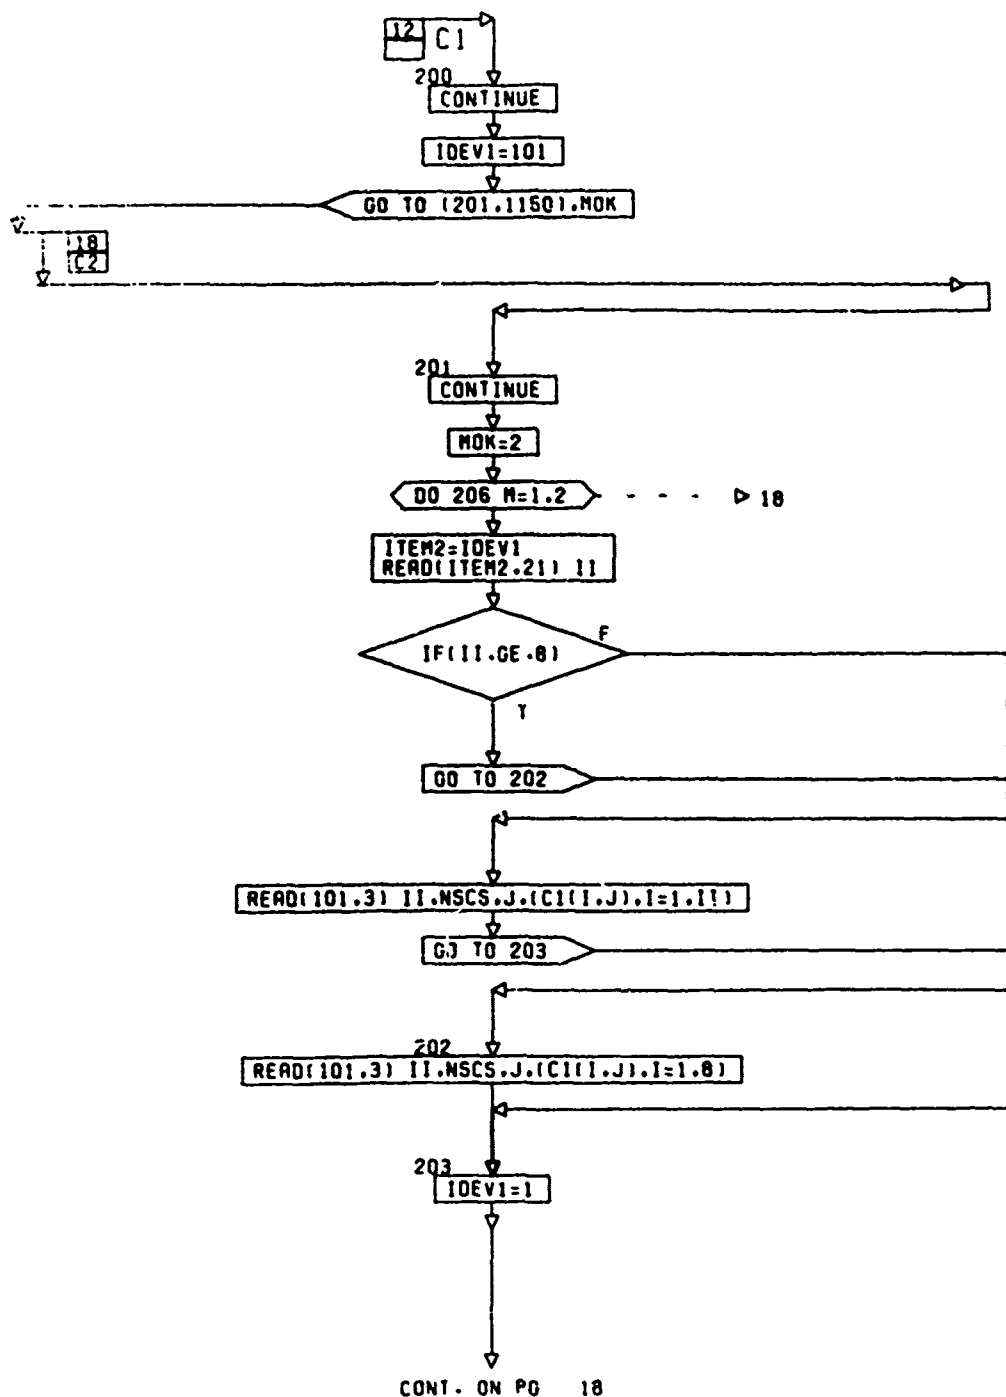 12 C1
200
CONTINUE
IDEV1=101
GO TO (201.1150).MOK
18
C2
201
CONTINUE
MOK=2
DO 206 M=1.2 18
ITEM2=IDEV1
READ(ITEM2.21) II
IF(II.GE.8) F
T
GO TO 202
READ(101.3) II.NSCS.J.(C1(I.J).I=1.II)
GO TO 203
202
READ(101.3) II.NSCS.J.(C1(I.J).I=1.8)
203
IDEV1=1
CONT. ON PG 18